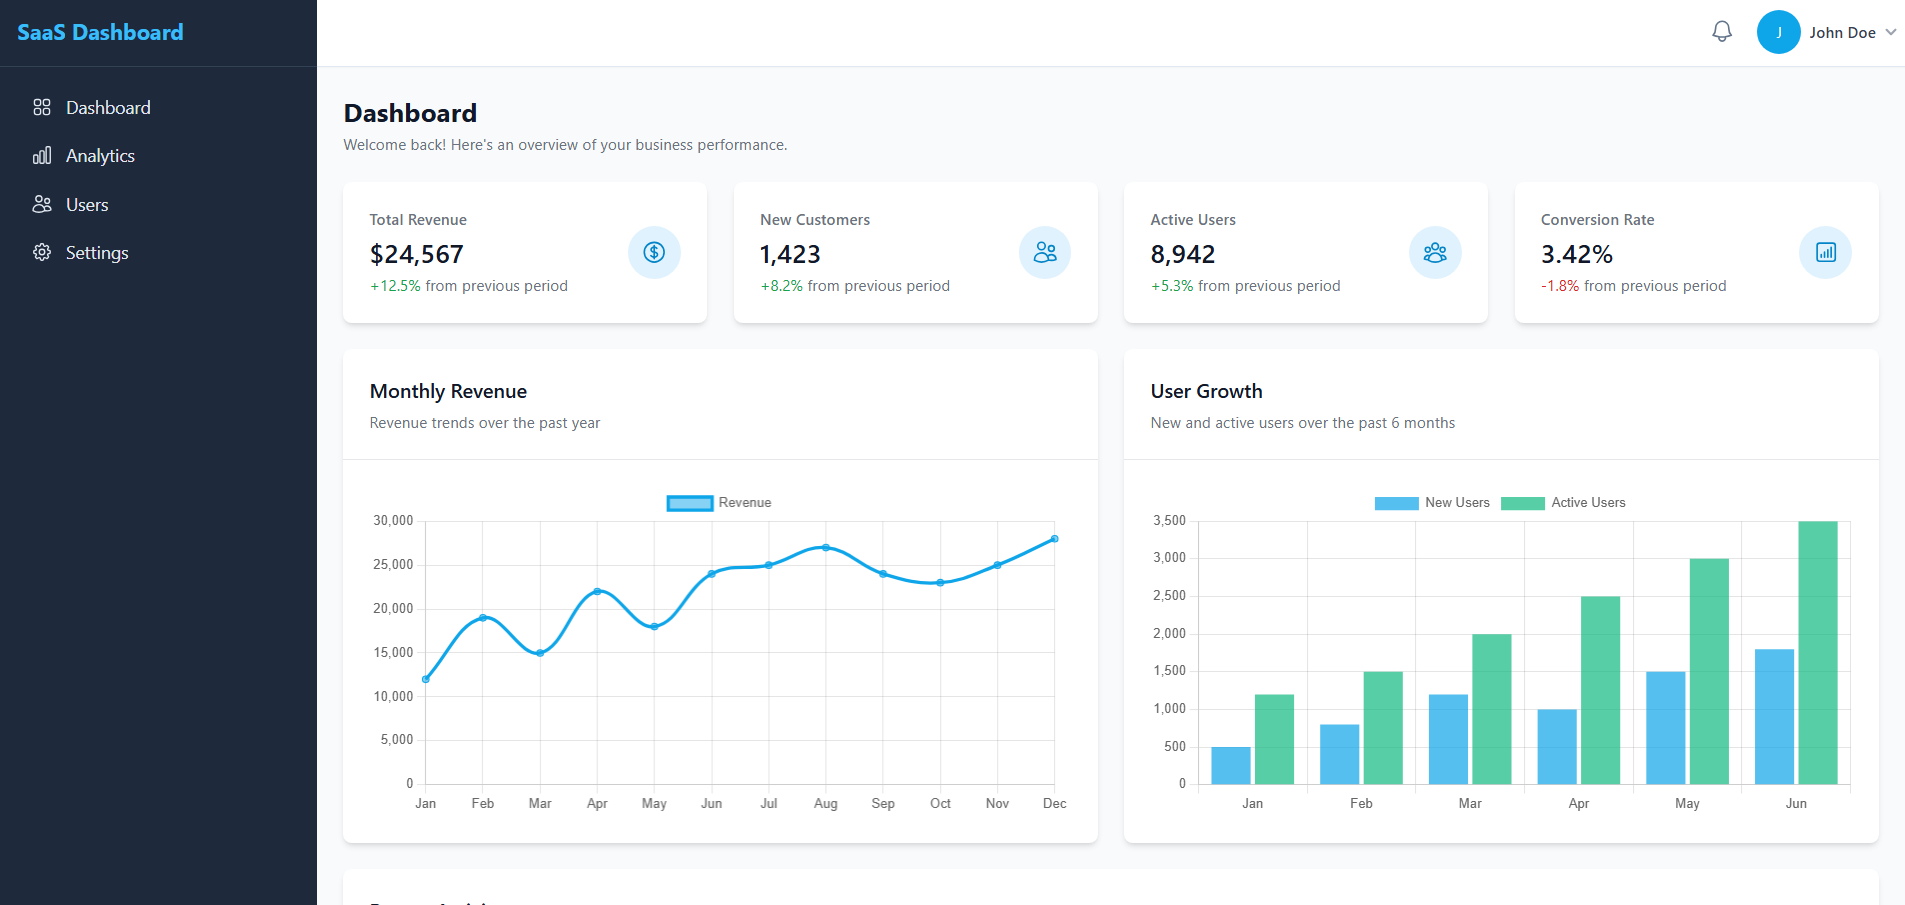 SaaS Dashboard
J
John Doe
Dashboard
Analytics
Users
Settings
Dashboard
Welcome back! Here's an overview of your business performance.
Total Revenue
$24,567
+12.5% from previous period
New Customers
1,423
+8.2% from previous period
Active Users
8,942
+5.3% from previous period
Conversion Rate
3.42%
-1.8% from previous period
Monthly Revenue
Revenue trends over the past year
Revenue
30,000
25,000
20,000
15,000
10,000
5,000
0
Jan Feb Mar Apr May Jun Jul Aug Sep Oct Nov Dec
User Growth
New and active users over the past 6 months
New Users Active Users
3,500
3,000
2,500
2,000
1,500
1,000
500
0
Jan Feb Mar Apr May Jun